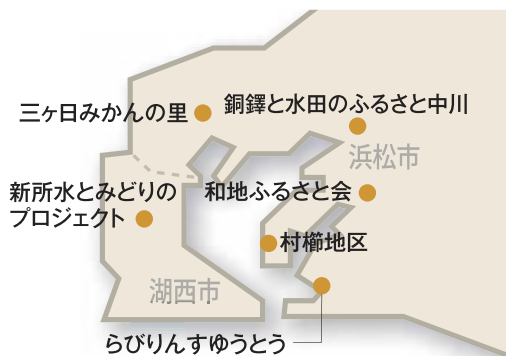 三ヶ日みかんの里
銅鐸と水田のふるさと中川
浜松市
新所水とみどりの
プロジェクト
和地ふるさと会
村櫛地区
湖西市
らびりんすゆうとう